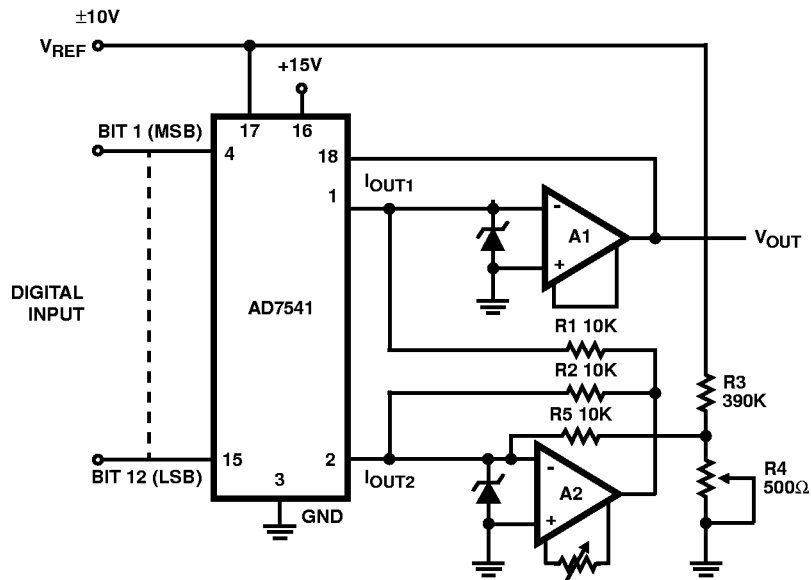 ±10V
VREF
+15V
BIT 1 (MSB)
17
16
4
18
1
IOUT1
-
A1
+
VOUT
DIGITAL
INPUT
AD7541
R1 10K
R2 10K
R3
390K
R5 10K
15
2
BIT 12 (LSB)
3
IOUT2
-
A2
+
R4
500Ω
GND